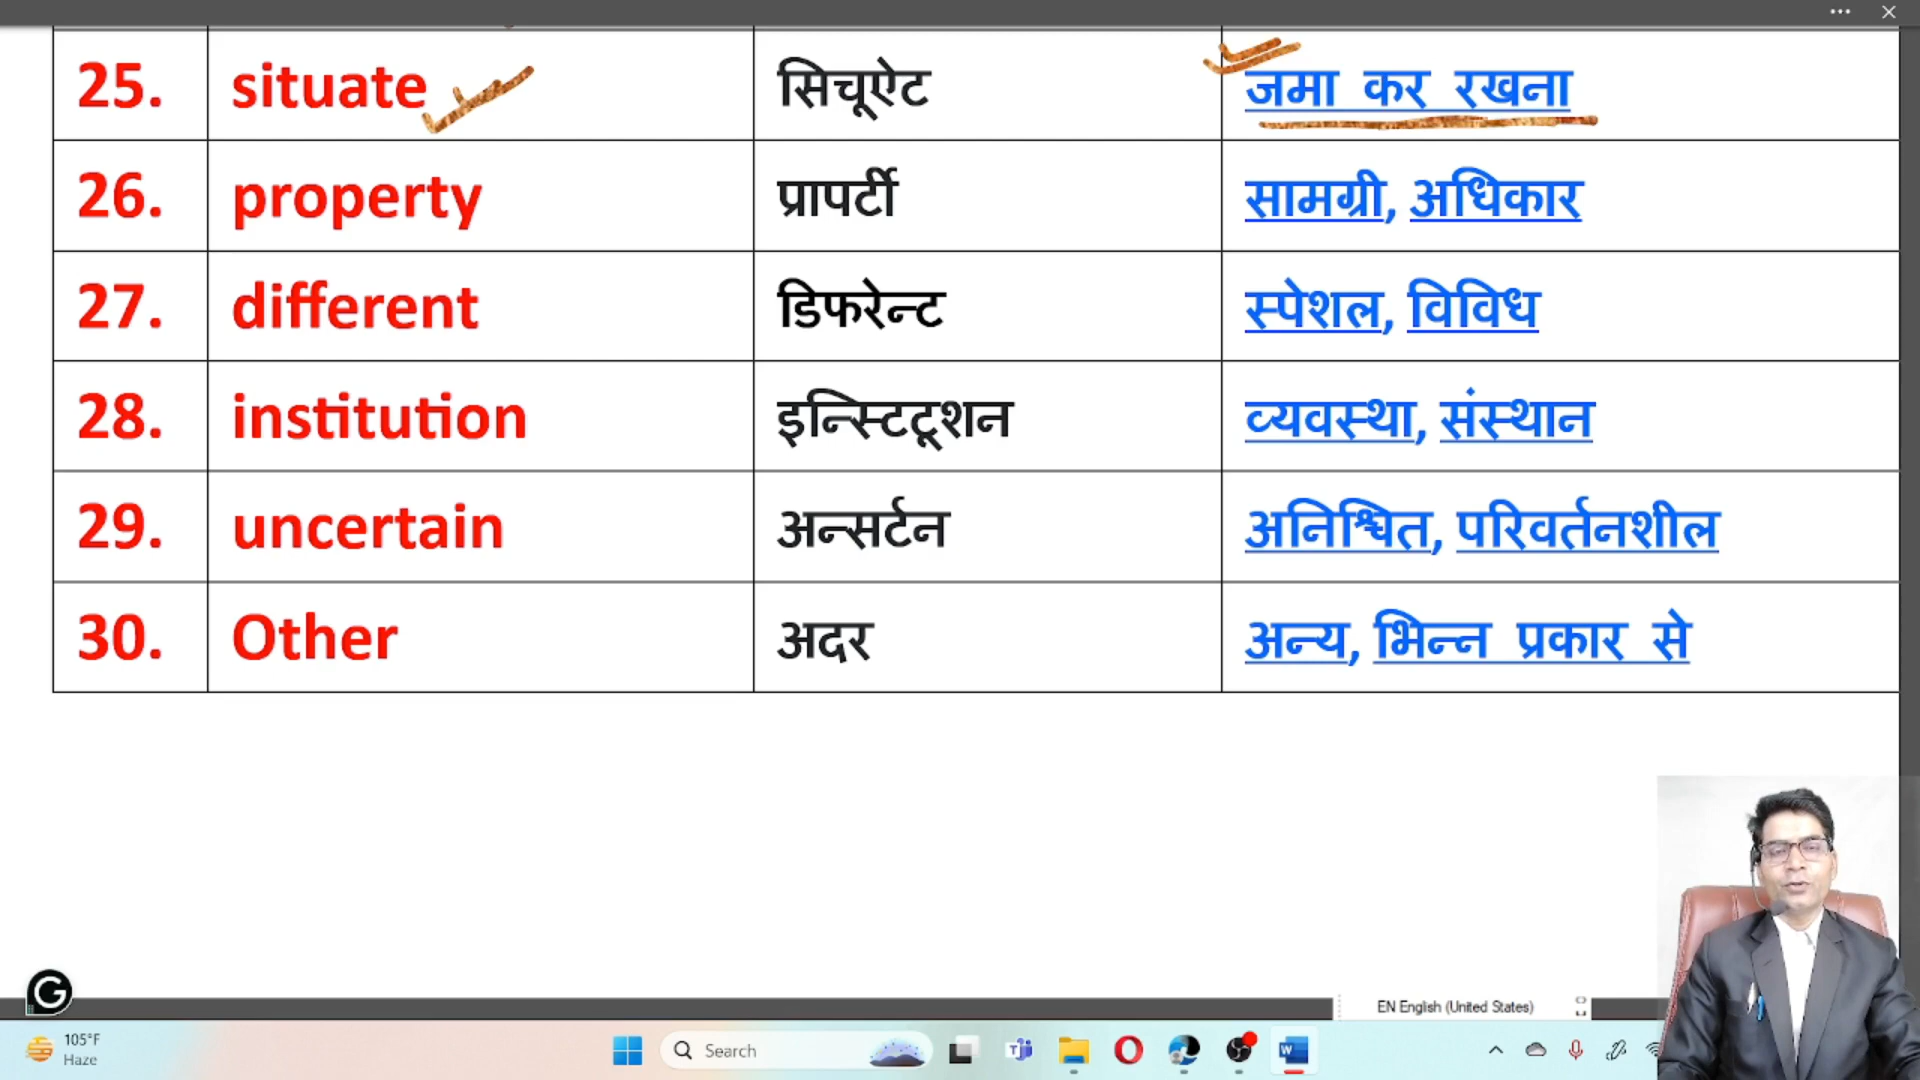 25. situate सिचूऐट जमा कर रखना
26. property प्रापर्टी सामग्री, अधिकार
27. different डिफरेन्ट स्पेशल, विविध
28. institution इन्स्टिटूशन व्यवस्था, संस्थान
29. uncertain अन्सर्टन अनिश्चित, परिवर्तनशील
30. Other अदर अन्य, भिन्न प्रकार से
EN English (United States)
105°F
Haze
Search